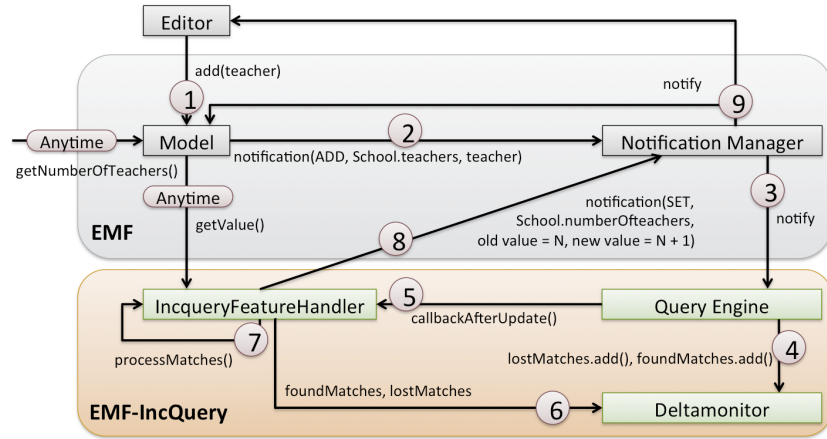 Editor
add(teacher)
1
notify
9
Anytime
Model
2
Notification Manager
getNumberOfTeachers()
notification(ADD, School.teachers, teacher)
Anytime
3
notification(SET,
School.numberOfteachers,
old value = N, new value = N + 1)
notify
getValue()
8
EMF
IncqueryFeatureHandler
5
callbackAfterUpdate()
Query Engine
7
processMatches()
lostMatches.add(), foundMatches.add()
4
foundMatches, lostMatches
6
Deltamonitor
EMF-IncQuery